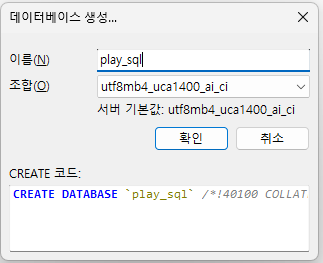 데이터베이스 생성...
이름(N)
play_sql
조합(O)
utf8mb4_uca1400_ai_ci
서버 기본값: utf8mb4_uca1400_ai_ci
확인
취소
CREATE 코드:
CREATE DATABASE `play_sql` /*!40100 COLLAT